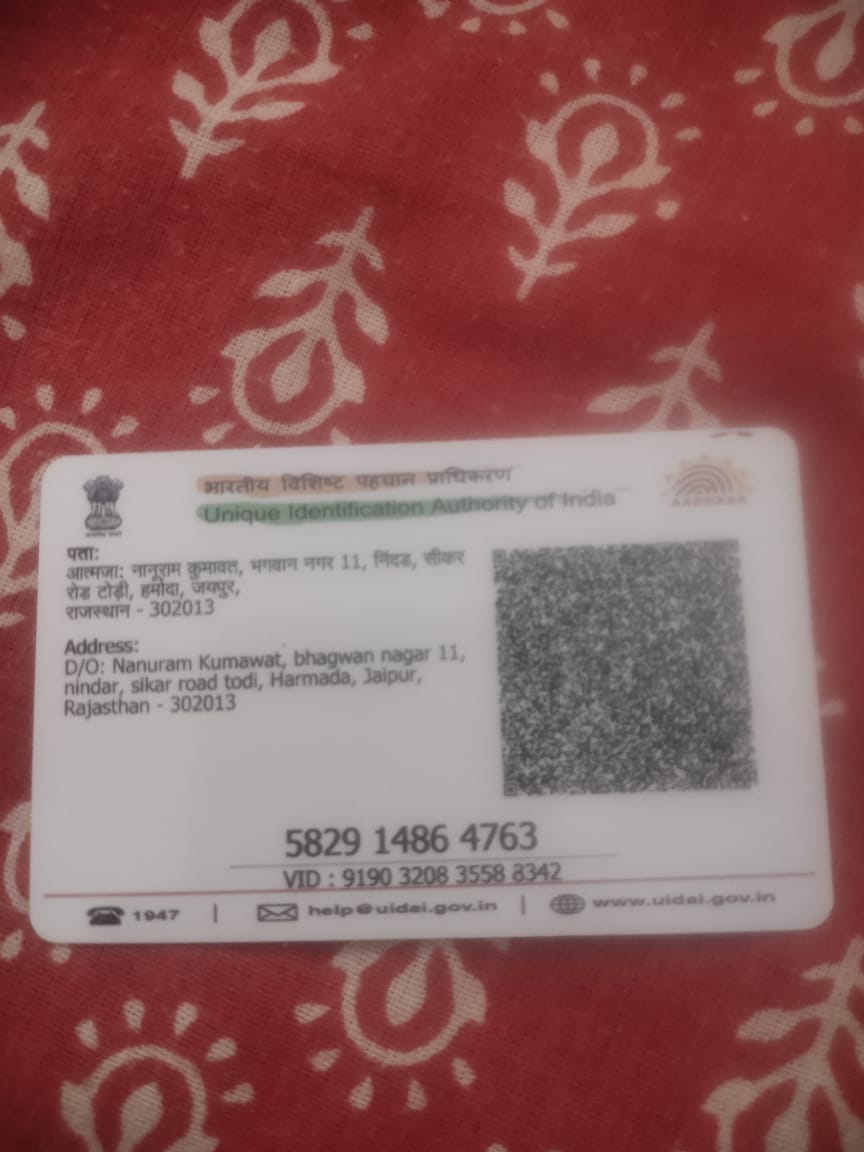 भारतीय विशिष्ट पहचान प्राधिकरण
Unique Identification Authority of India
AADHAAR
पता:
आत्मजा: नानूराम कुमावत, भगवान नगर 11, निंदड, सीकर
रोड टोड़ी, हर्माेदा, जयपुर,
राजस्थान - 302013
Address:
D/O: Nanuram Kumawat, bhagwan nagar 11,
nindar, sikar road todi, Harmada, Jaipur,
Rajasthan - 302013
5829 1486 4763
VID : 9190 3208 3558 8342
1947 | help@uidai.gov.in | www.uidai.gov.in